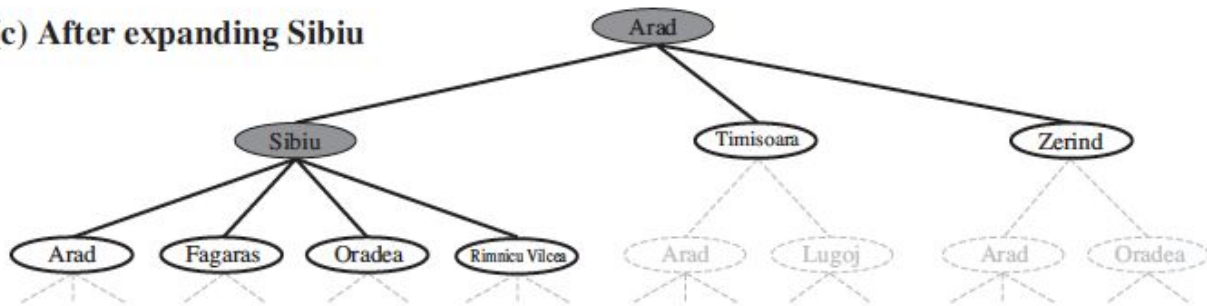 c) After expanding Sibiu
Arad
Sibiu
Timisoara
Zerind
Arad
Fagaras
Oradea
Rimnicu Vilcea
Arad
Lugoj
Arad
Oradea